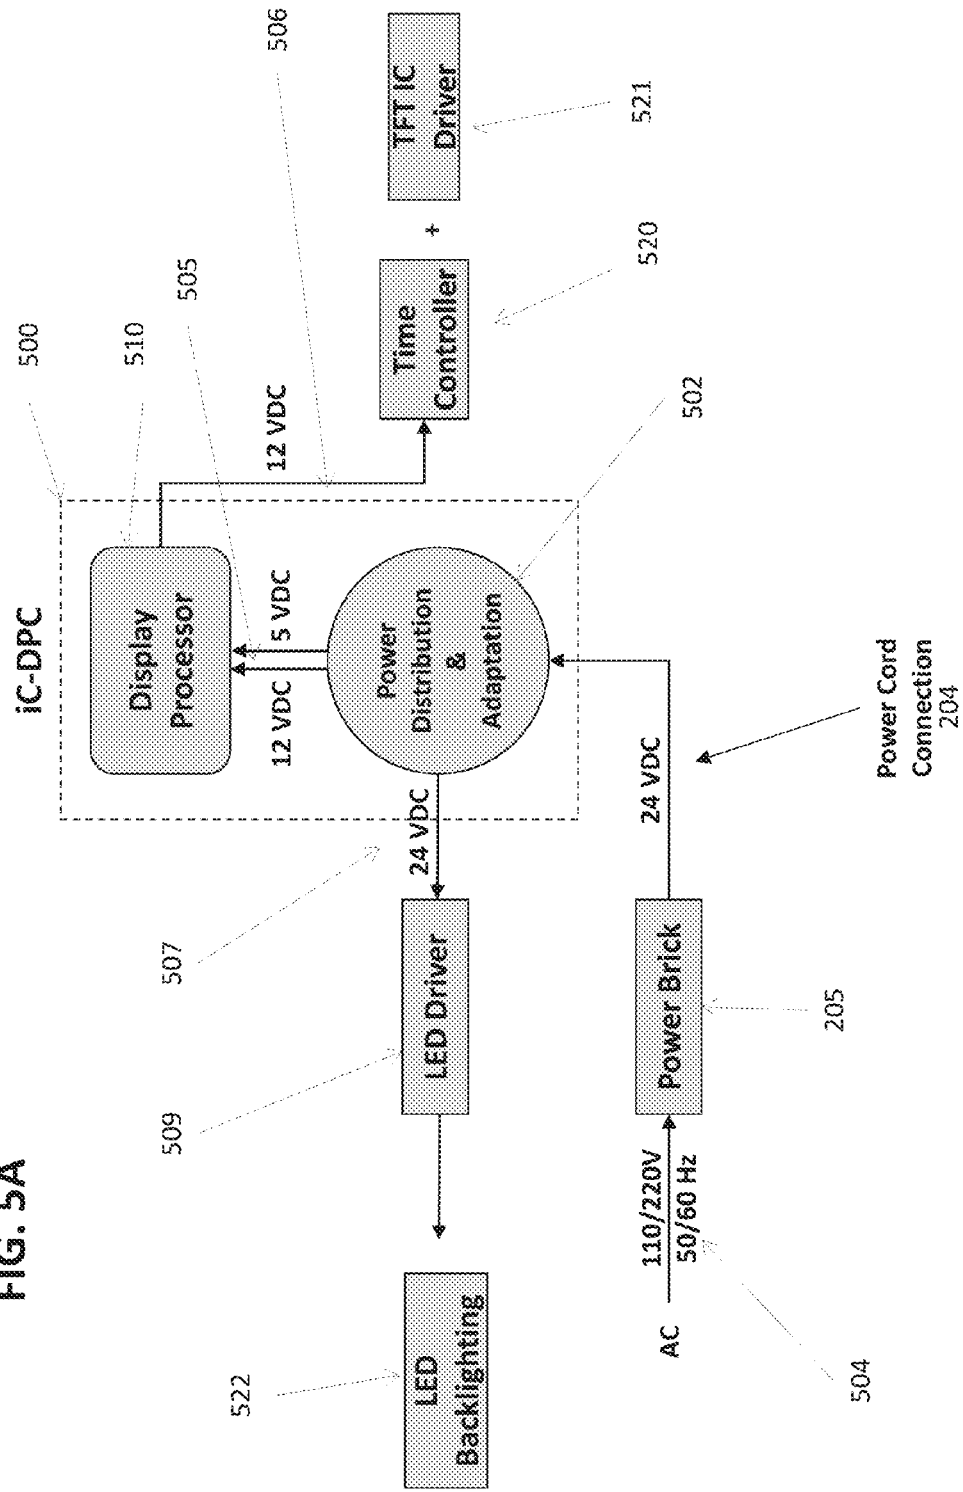 FIG. 5A
iC-DPC
500
510
505
506
Display
Processor
12 VDC
12 VDC
5 VDC
Power
Distribution
&
Adaptation
502
Time
Controller
520
+
TFT IC
Driver
521
507
24 VDC
509
LED Driver
522
LED
Backlighting
AC
110/220V
50/60 Hz
504
Power Brick
205
24 VDC
Power Cord
Connection
204